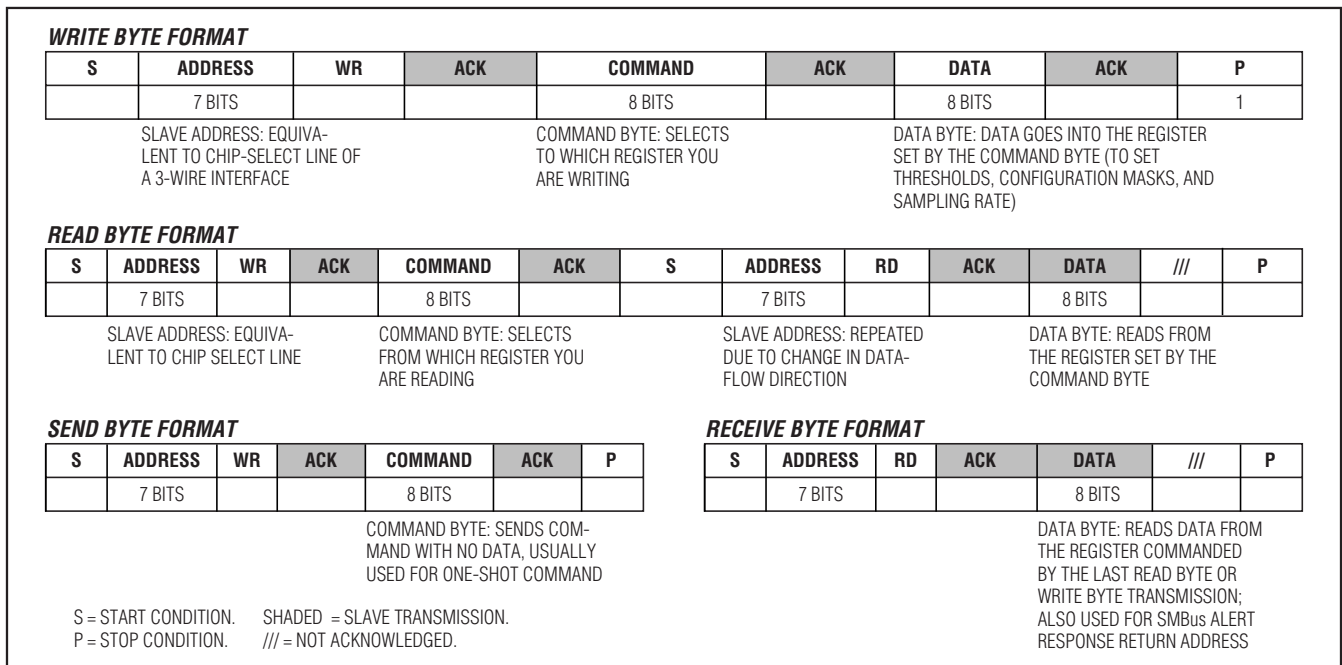 WRITE BYTE FORMAT
S ADDRESS WR ACK COMMAND ACK DATA ACK P
7 BITS 8 BITS 8 BITS 1
SLAVE ADDRESS: EQUIVA-
LENT TO CHIP-SELECT LINE OF
A 3-WIRE INTERFACE
COMMAND BYTE: SELECTS
TO WHICH REGISTER YOU
ARE WRITING
DATA BYTE: DATA GOES INTO THE REGISTER
SET BY THE COMMAND BYTE (TO SET
THRESHOLDS, CONFIGURATION MASKS, AND
SAMPLING RATE)
READ BYTE FORMAT
S ADDRESS WR ACK COMMAND ACK S ADDRESS RD ACK DATA /// P
7 BITS 8 BITS 7 BITS 8 BITS
SLAVE ADDRESS: EQUIVA-
LENT TO CHIP SELECT LINE
COMMAND BYTE: SELECTS
FROM WHICH REGISTER YOU
ARE READING
SLAVE ADDRESS: REPEATED
DUE TO CHANGE IN DATA-
FLOW DIRECTION
DATA BYTE: READS FROM
THE REGISTER SET BY THE
COMMAND BYTE
SEND BYTE FORMAT
S ADDRESS WR ACK COMMAND ACK P
7 BITS 8 BITS
COMMAND BYTE: SENDS COM-
MAND WITH NO DATA, USUALLY
USED FOR ONE-SHOT COMMAND
RECEIVE BYTE FORMAT
S ADDRESS RD ACK DATA /// P
7 BITS 8 BITS
DATA BYTE: READS DATA FROM
THE REGISTER COMMANDED
BY THE LAST READ BYTE OR
WRITE BYTE TRANSMISSION;
ALSO USED FOR SMBus ALERT
RESPONSE RETURN ADDRESS
S = START CONDITION. SHADED = SLAVE TRANSMISSION.
P = STOP CONDITION. /// = NOT ACKNOWLEDGED.